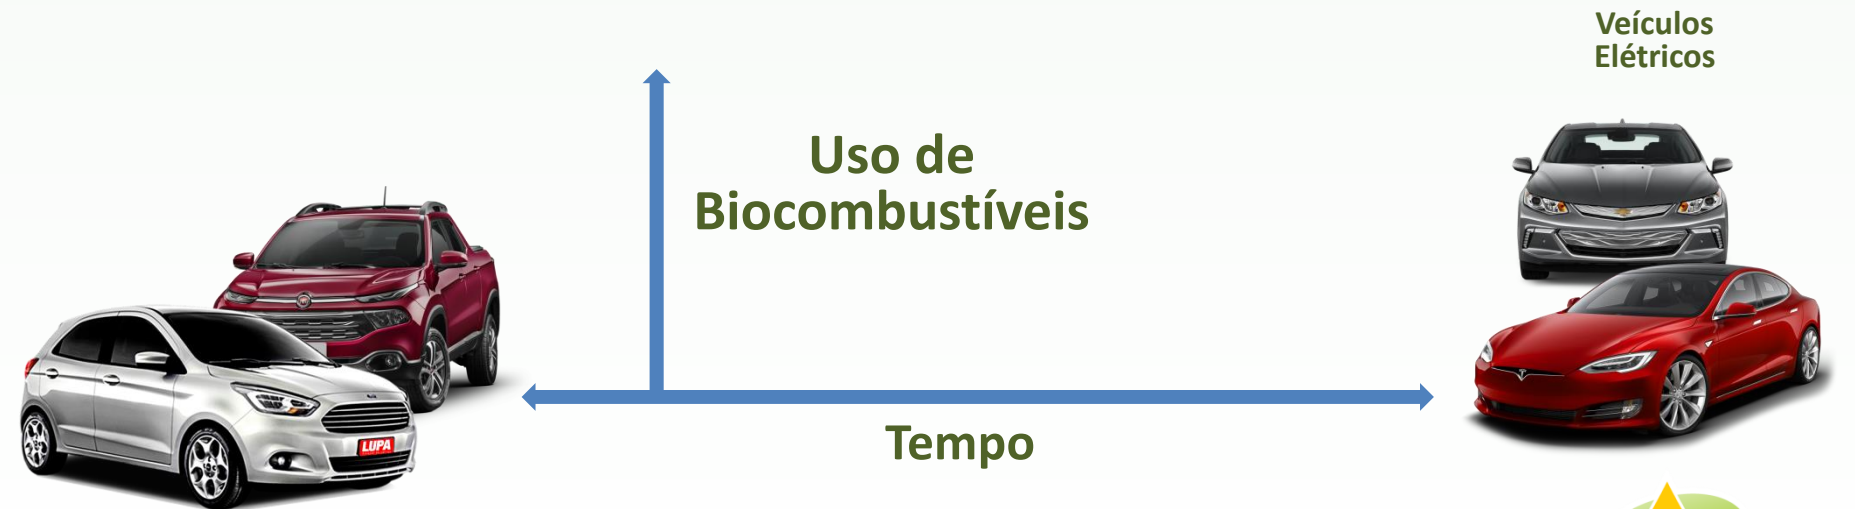 Veículos
Elétricos
Uso de
Biocombustíveis
LUPA
Tempo